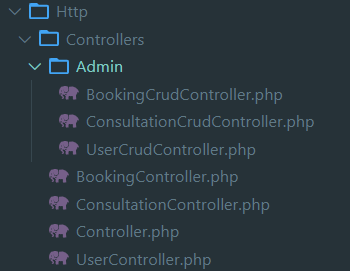 Http
Controllers
Admin
BookingCrudController.php
ConsultationCrudController.php
UserCrudController.php
BookingController.php
ConsultationController.php
Controller.php
UserController.php